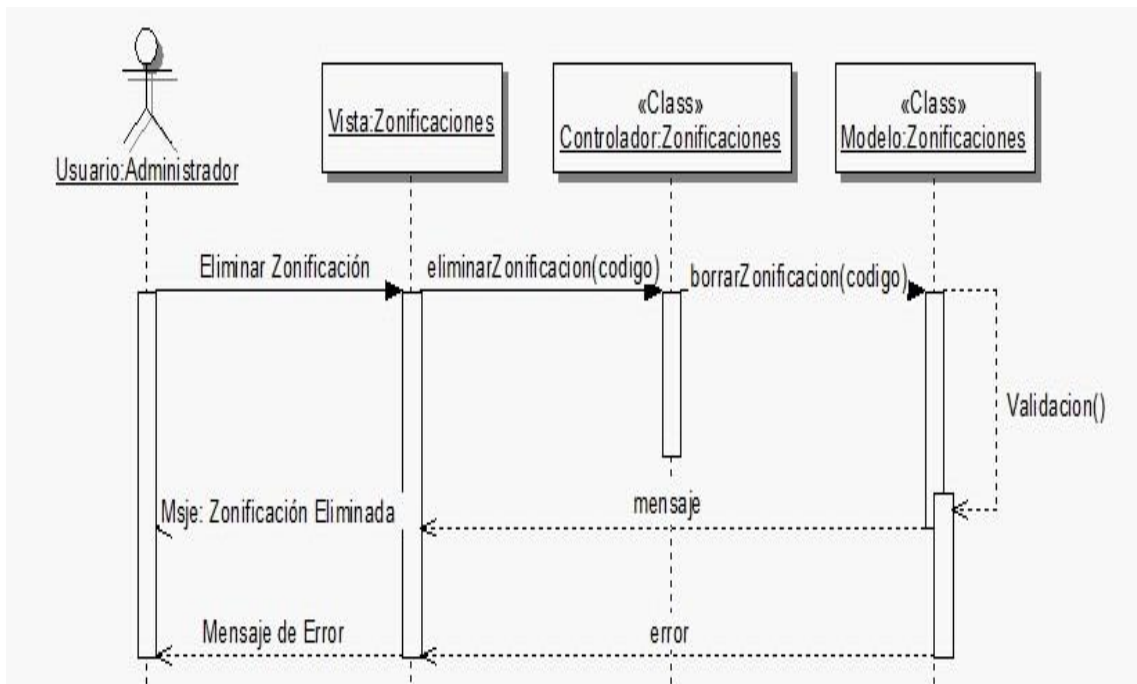 Usuario:Administrador
Vista:Zonificaciones
«Class»
Controlador:Zonificaciones
«Class»
Modelo:Zonificaciones
Eliminar Zonificación
eliminarZonificacion(codigo)
borrarZonificacion(codigo)
Validacion()
Msje: Zonificación Eliminada
mensaje
Mensaje de Error
error